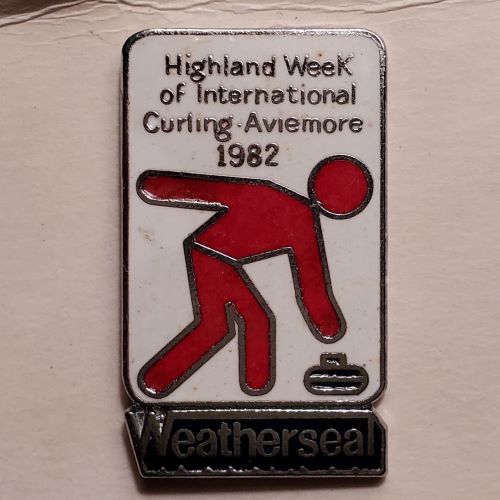 Highland Week
of International
Curling-Aviemore
1982
Weatherseal